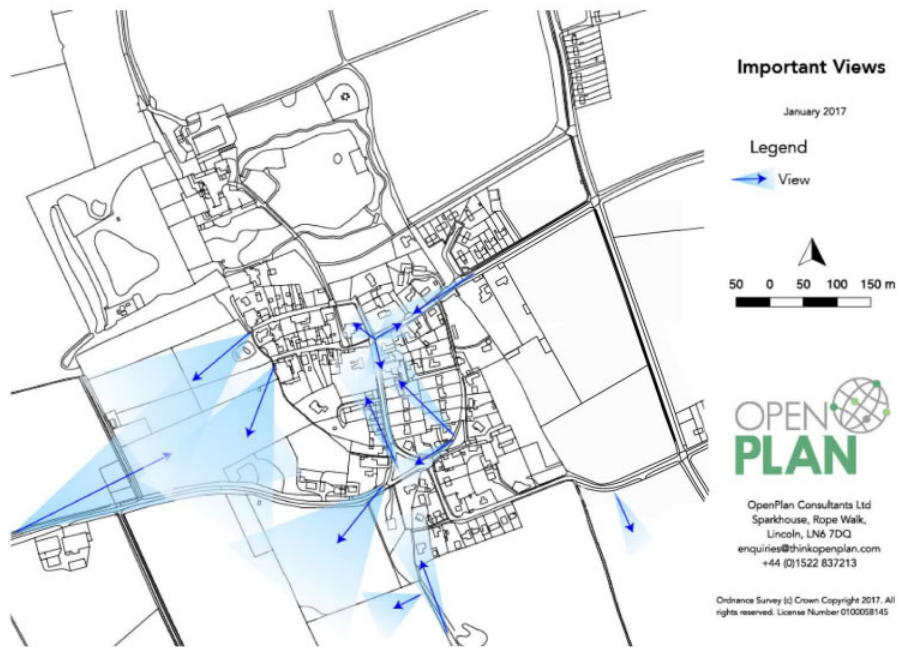 Important Views
January 2017
Legend
View
50 0 50 100 150 m
OPEN
PLAN
OpenPlan Consultants Ltd
Sparkhouse, Rope Walk,
Lincoln, LN6 7DQ
enquiries@thinkopenplan.com
+44 (0)1522 837213
Ordnance Survey (c) Crown Copyright 2017. All
rights reserved. License Number 0100058145